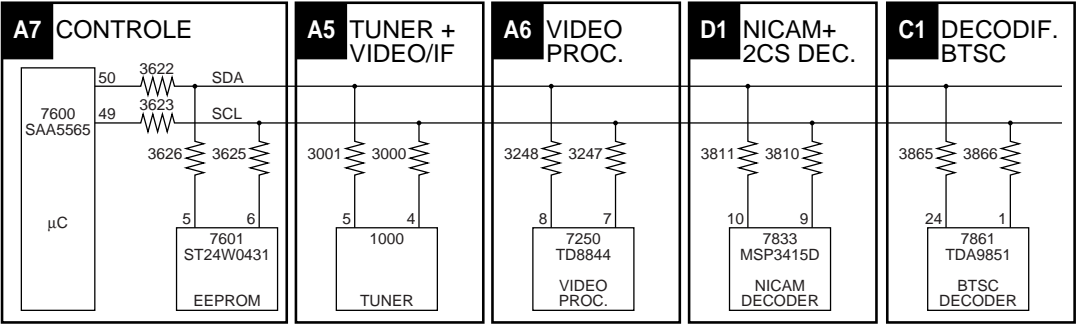 A7 CONTROLE
50
3622
SDA
49
3623
SCL
7600
SAA5565
µC
3626
3625
5
6
7601
ST24W0431
EEPROM
A5 TUNER +
VIDEO/IF
3001
3000
5
4
1000
TUNER
A6 VIDEO
PROC.
3248
3247
8
7
7250
TD8844
VIDEO
PROC.
D1 NICAM+
2CS DEC.
3811
3810
10
9
7833
MSP3415D
NICAM
DECODER
C1 DECODIF.
BTSC
3865
3866
24
1
7861
TDA9851
BTSC
DECODER